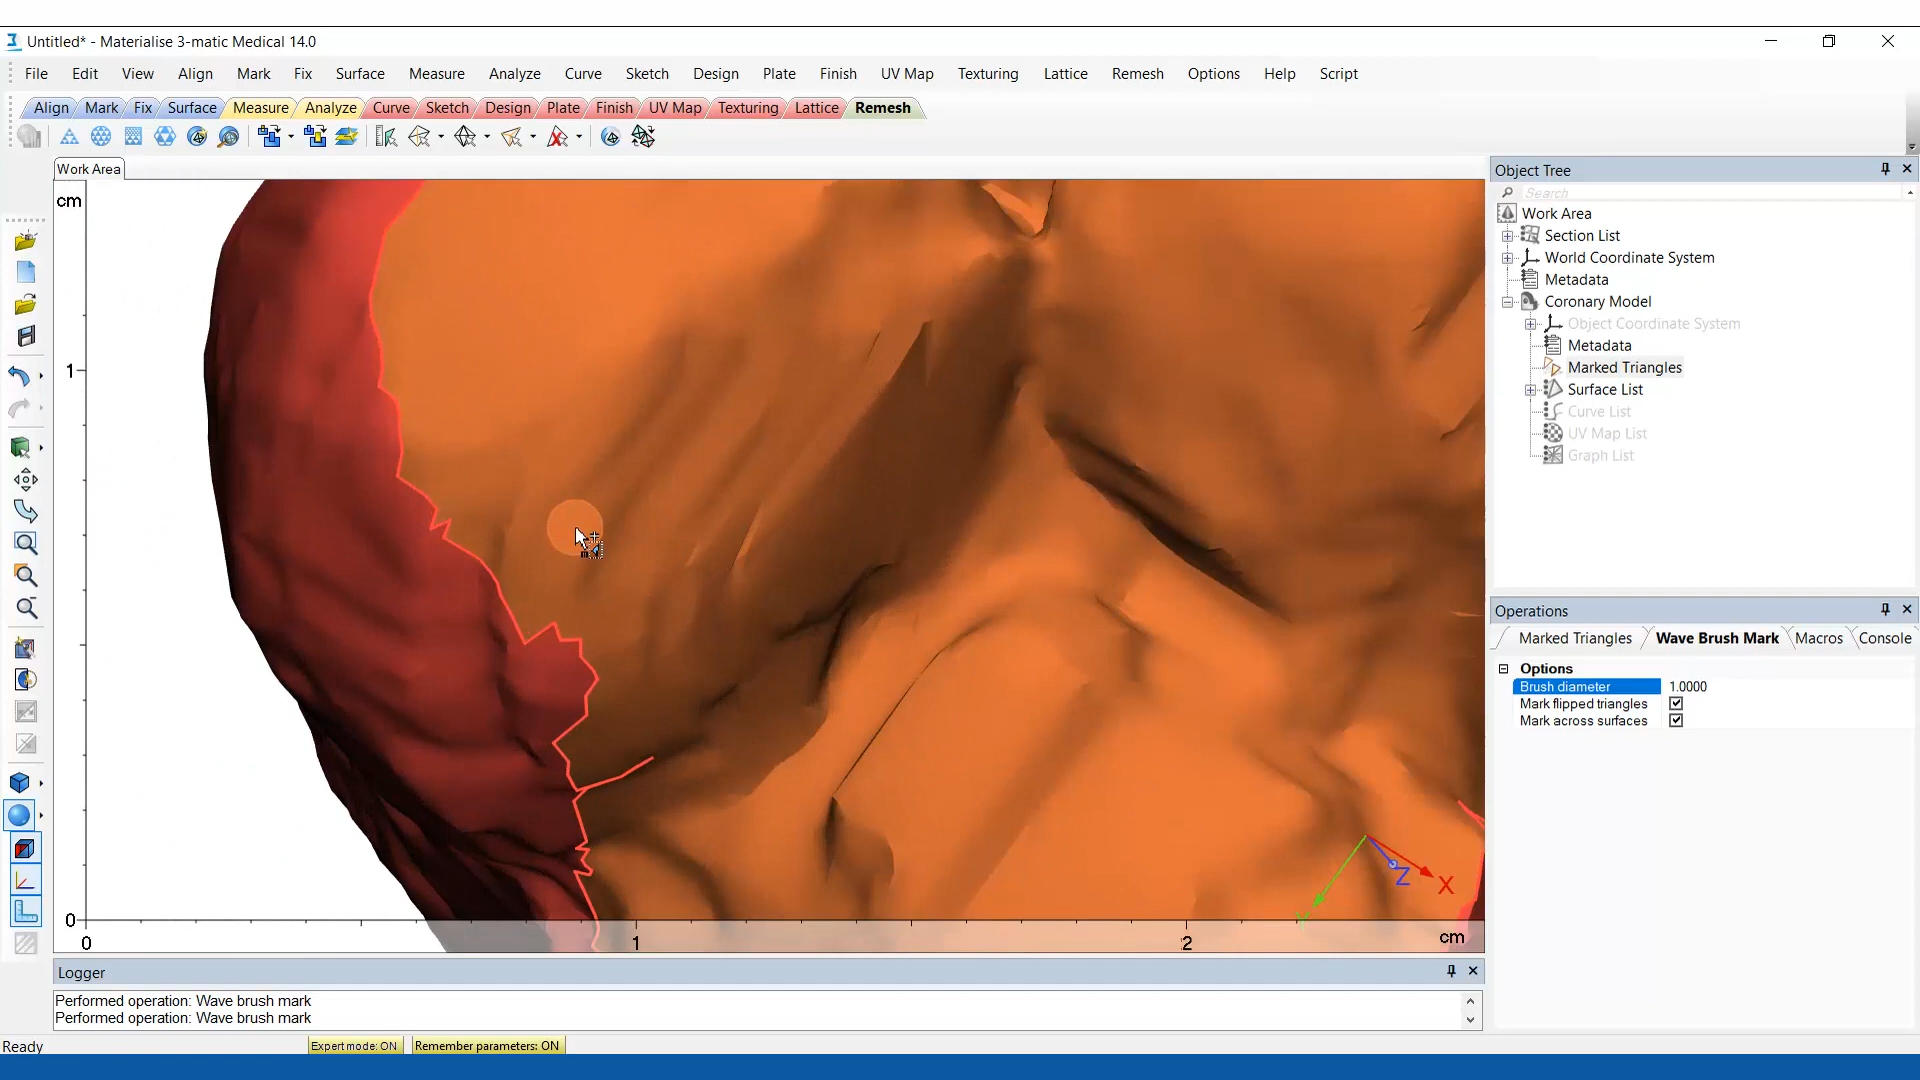 Untitled* - Materialise 3-matic Medical 14.0
File Edit View Align Mark Fix Surface Measure Analyze Curve Sketch Design Plate Finish UV Map Texturing Lattice Remesh Options Help Script
Align Mark Fix Surface Measure Analyze Curve Sketch Design Plate Finish UV Map Texturing Lattice Remesh
Work Area
cm
1
0
0 1 2 cm
X
Y
Z
Object Tree
Search
Work Area
Section List
World Coordinate System
Metadata
Coronary Model
Object Coordinate System
Metadata
Marked Triangles
Surface List
Curve List
UV Map List
Graph List
Operations
Marked Triangles Wave Brush Mark Macros Console
Options
Brush diameter 1.0000
Mark flipped triangles
Mark across surfaces
Logger
Performed operation: Wave brush mark
Performed operation: Wave brush mark
Ready Expert mode: ON Remember parameters: ON